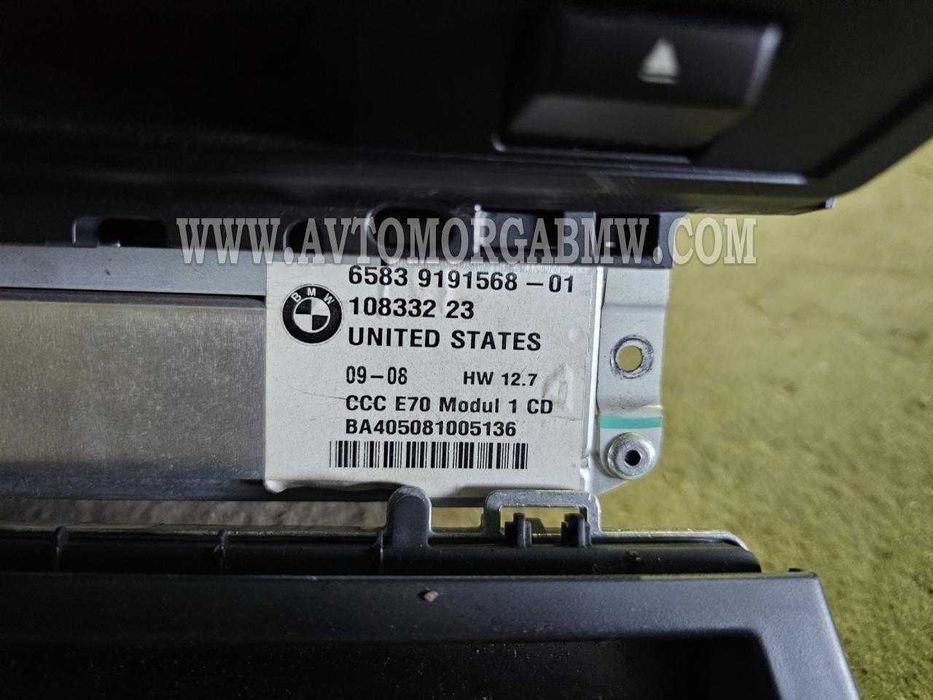 WWW.AVTOMORGABMW.COM
6583 9191568-01
BMW
108332 23
UNITED STATES
09-08 HW 12.7
CCC E70 Modul 1 CD
BA405081005136